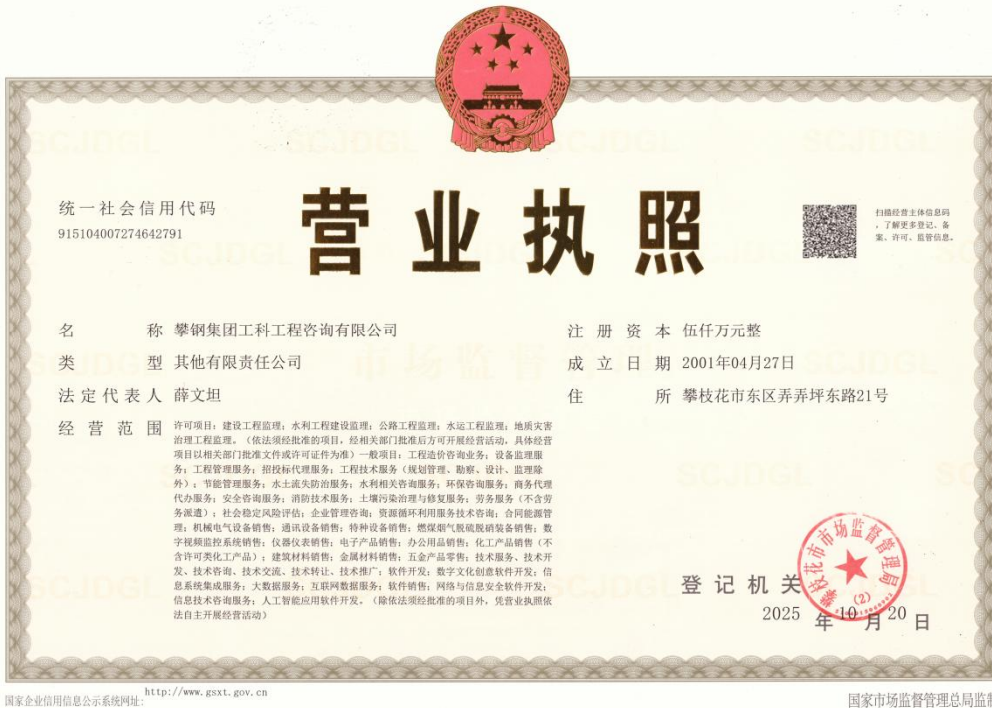 统一社会信用代码
915104007274642791
营业执照
扫描经营主体信息码
，了解更多登记、备
案、许可、监管信息。
名称 攀钢集团工科工程咨询有限公司
类型 其他有限责任公司
法定代表人 薛文坦
经营范围 许可项目：建设工程监理；水利工程建设监理；公路工程监理；水运工程监理；地质灾害
治理工程监理。（依法须经批准的项目，经相关部门批准后方可开展经营活动，具体经营
项目以相关部门批准文件或许可证件为准）一般项目：工程造价咨询业务；设备监理服
务；工程管理服务；招投标代理服务；工程技术服务（规划管理、勘察、设计、监理除
外）；节能管理服务；水土流失防治服务；水利相关咨询服务；环保咨询服务；商务代理
代办服务；安全咨询服务；消防技术服务；土壤污染治理与修复服务；劳务服务（不含劳
务派遣）；社会稳定风险评估；企业管理咨询；资源循环利用服务技术咨询；合同能源管
理；机械电气设备销售；通讯设备销售；特种设备销售；燃煤烟气脱硫脱硝装备销售；数
字视频监控系统销售；仪器仪表销售；电子产品销售；办公用品销售；化工产品销售（不
含许可类化工产品）；建筑材料销售；金属材料销售；五金产品零售；技术服务、技术开
发、技术咨询、技术交流、技术转让、技术推广；软件开发；数字文化创意软件开发；信
息系统集成服务；大数据服务；互联网数据服务；软件销售；网络与信息安全软件开发；
信息技术咨询服务；人工智能应用软件开发。（除依法须经批准的项目外，凭营业执照依
法自主开展经营活动）
注册资本 伍仟万元整
成立日期 2001年04月27日
住所 攀枝花市东区弄弄坪东路21号
登记机关
攀枝花市市场监督管理局
(2)
2025年10月20日
国家企业信用信息公示系统网址：http://www.gsxt.gov.cn
国家市场监督管理总局监制